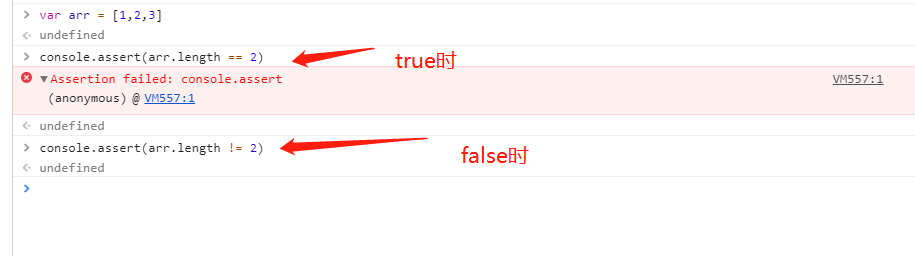 > var arr = [1,2,3]
undefined
> console.assert(arr.length == 2)
true时
▼Assertion failed: console.assert VM557:1
(anonymous) @ VM557:1
undefined
> console.assert(arr.length != 2)
false时
undefined
>